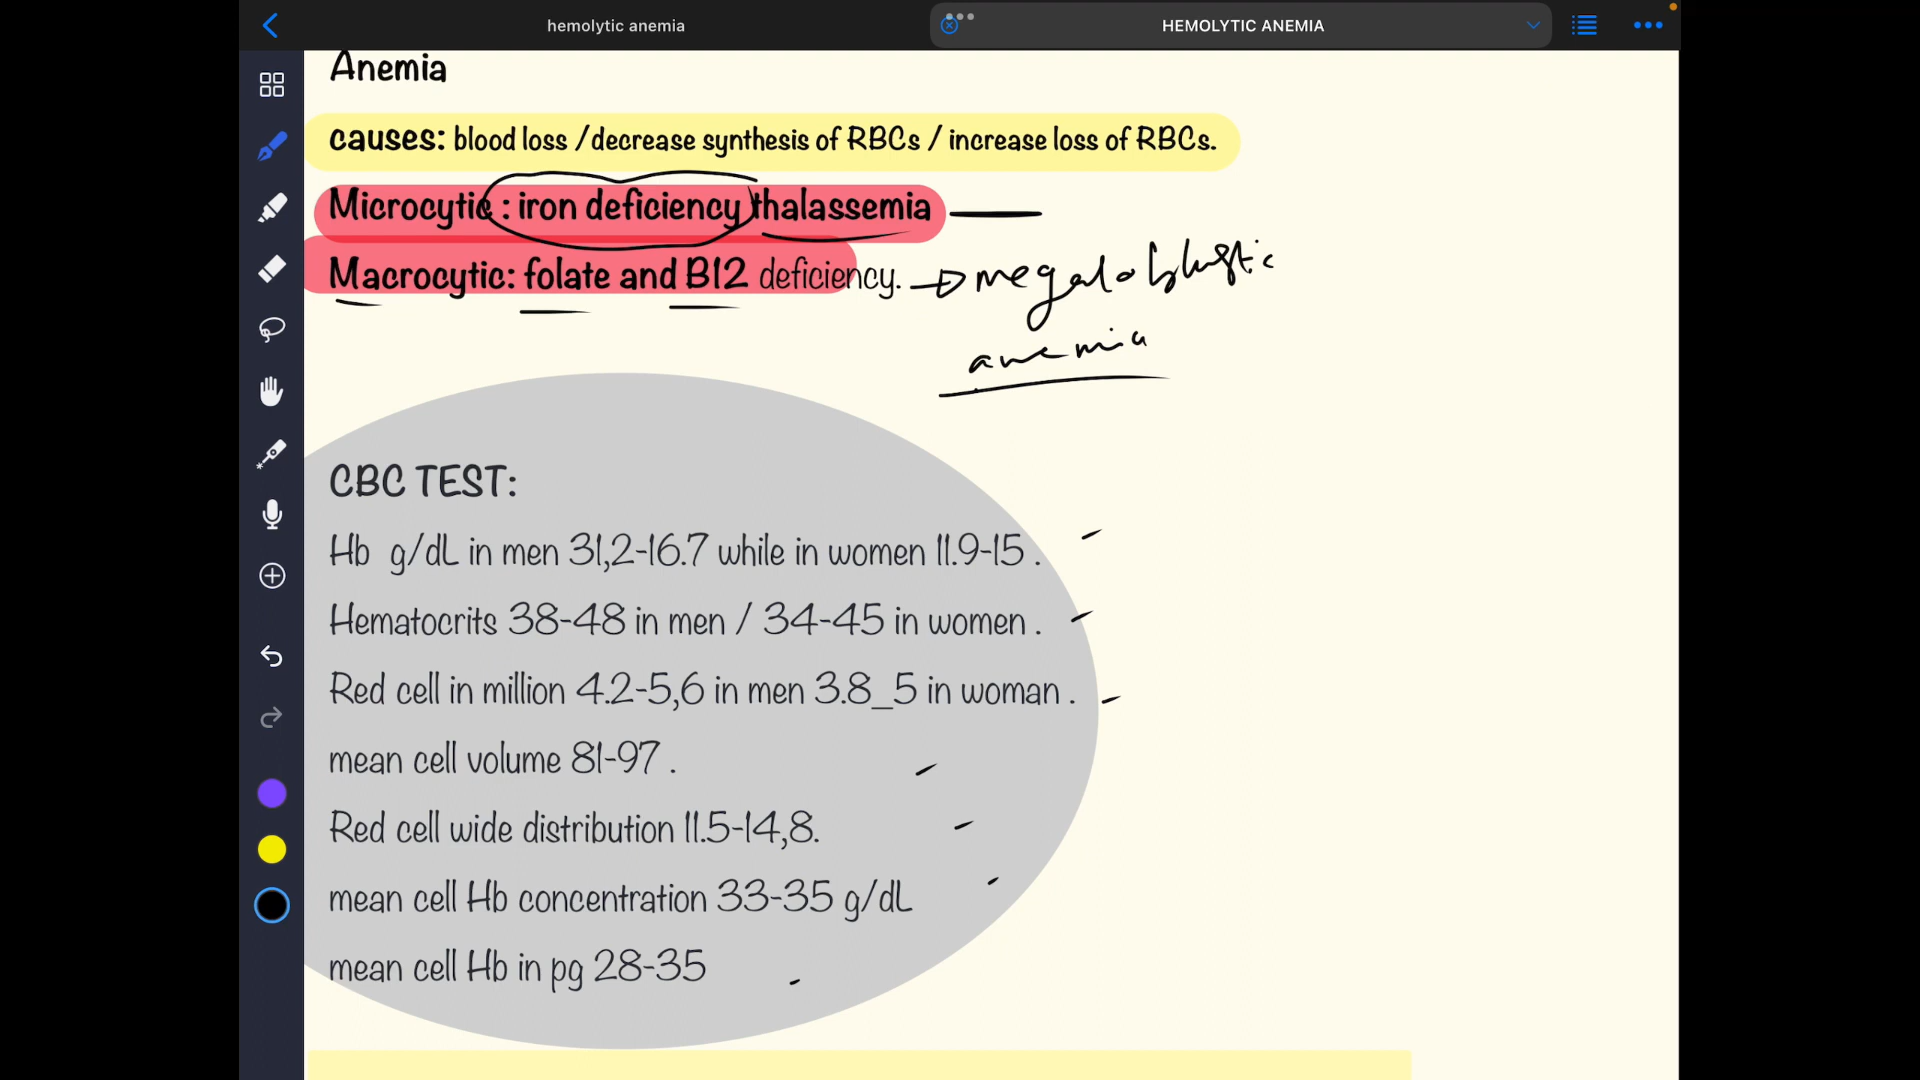 hemolytic anemia
HEMOLYTIC ANEMIA
Anemia
causes: blood loss /decrease synthesis of RBCs / increase loss of RBCs.
Microcytic : iron deficiency thalassemia
Macrocytic: folate and B12 deficiency. → megaloblastic
anemia
CBC TEST:
Hb g/dL in men 31,2-16.7 while in women 11.9-15 .
Hematocrits 38-48 in men / 34-45 in women .
Red cell in million 4.2-5,6 in men 3.8_5 in woman .
mean cell volume 81-97 .
Red cell wide distribution 11.5-14,8.
mean cell Hb concentration 33-35 g/dL
mean cell Hb in pg 28-35